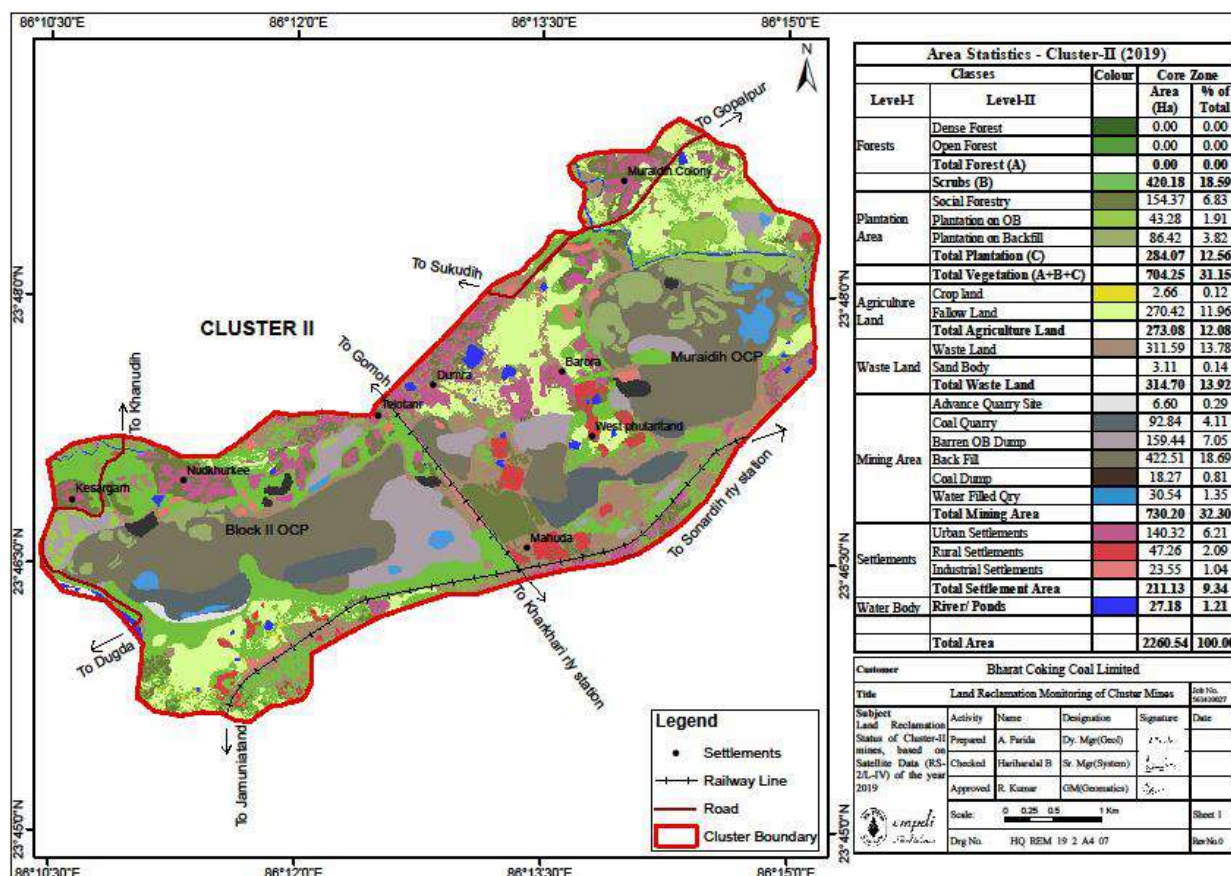 86°10'30"E 86°12'0"E 86°13'30"E 86°15'0"E
N
To Gopalpur
Muraidih Colony
To Sukudih
23°48'0"N 23°48'0"N
CLUSTER II
Muraidih OCP
To Gomoh
Barora
Dumra
To Khanudih
Tejotanr
West phularitand
Nudkhurkee
Kesargarh
To Sonardih rly station
Block II OCP
Mahuda
23°46'30"N 23°46'30"N
To Kharkhari rly station
To Dugda
To Jamuniatand
23°45'0"N 23°45'0"N
86°10'30"E 86°12'0"E 86°13'30"E 86°15'0"E
Legend
Settlements
Railway Line
Road
Cluster Boundary
Area Statistics - Cluster-II (2019)
Classes Colour Core Zone
Level-I Level-II Area (Ha) % of Total
Forests
Dense Forest 0.00 0.00
Open Forest 0.00 0.00
Total Forest (A) 0.00 0.00
Scrubs (B) 420.18 18.59
Plantation Area
Social Forestry 154.37 6.83
Plantation on OB 43.28 1.91
Plantation on Backfill 86.42 3.82
Total Plantation (C) 284.07 12.56
Total Vegetation (A+B+C) 704.25 31.15
Agriculture Land
Crop land 2.66 0.12
Fallow Land 270.42 11.96
Total Agriculture Land 273.08 12.08
Waste Land
Waste Land 311.59 13.78
Sand Body 3.11 0.14
Total Waste Land 314.70 13.92
Mining Area
Advance Quarry Site 6.60 0.29
Coal Quarry 92.84 4.11
Barren OB Dump 159.44 7.05
Back Fill 422.51 18.69
Coal Dump 18.27 0.81
Water Filled Qry 30.54 1.35
Total Mining Area 730.20 32.30
Settlements
Urban Settlements 140.32 6.21
Rural Settlements 47.26 2.09
Industrial Settlements 23.55 1.04
Total Settlement Area 211.13 9.34
Water Body River/ Ponds 27.18 1.21
Total Area 2260.54 100.00
Customer Bharat Coking Coal Limited
Title Land Reclamation Monitoring of Cluster Mines Job No.
Subject
Land Reclamation
Status of Cluster-II
mines, based on
Satellite Data (RS-
2/L-IV) of the year
2019
Activity Name Designation Signature Date
Prepared A. Parida Dy. Mgr(Geol)
Checked Hariharalal B Sr. Mgr(System)
Approved R. Kumar GM(Geomatics)
cmpdi
Scale: 0 0.25 0.5 1 Km Sheet 1
Drg No. HQ REM 19 2 A4 07 Rev No.0